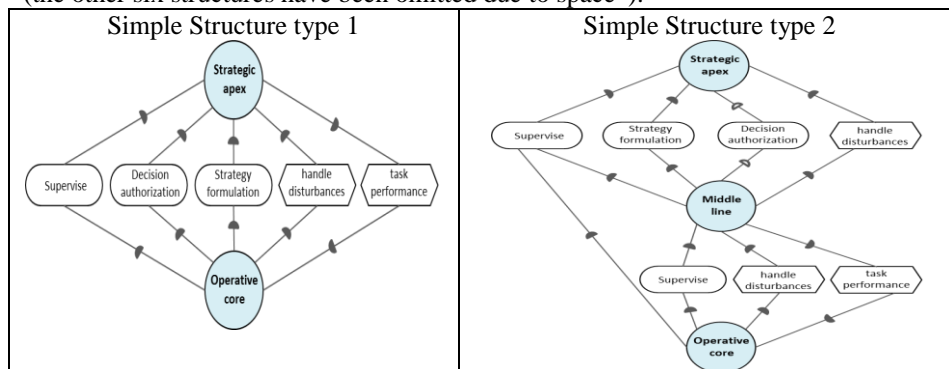 (the other six structures have been omitted due to space
).
Simple Structure type 1
Simple Structure type 2
Strategic
apex
Supervise
Decision
authorization
Strategy
formulation
handle
disturbances
task
performance
Operative
core
Strategic
apex
Supervise
Strategy
formulation
Decision
authorization
handle
disturbances
Middle
line
Supervise
handle
disturbances
task
performance
Operative
core